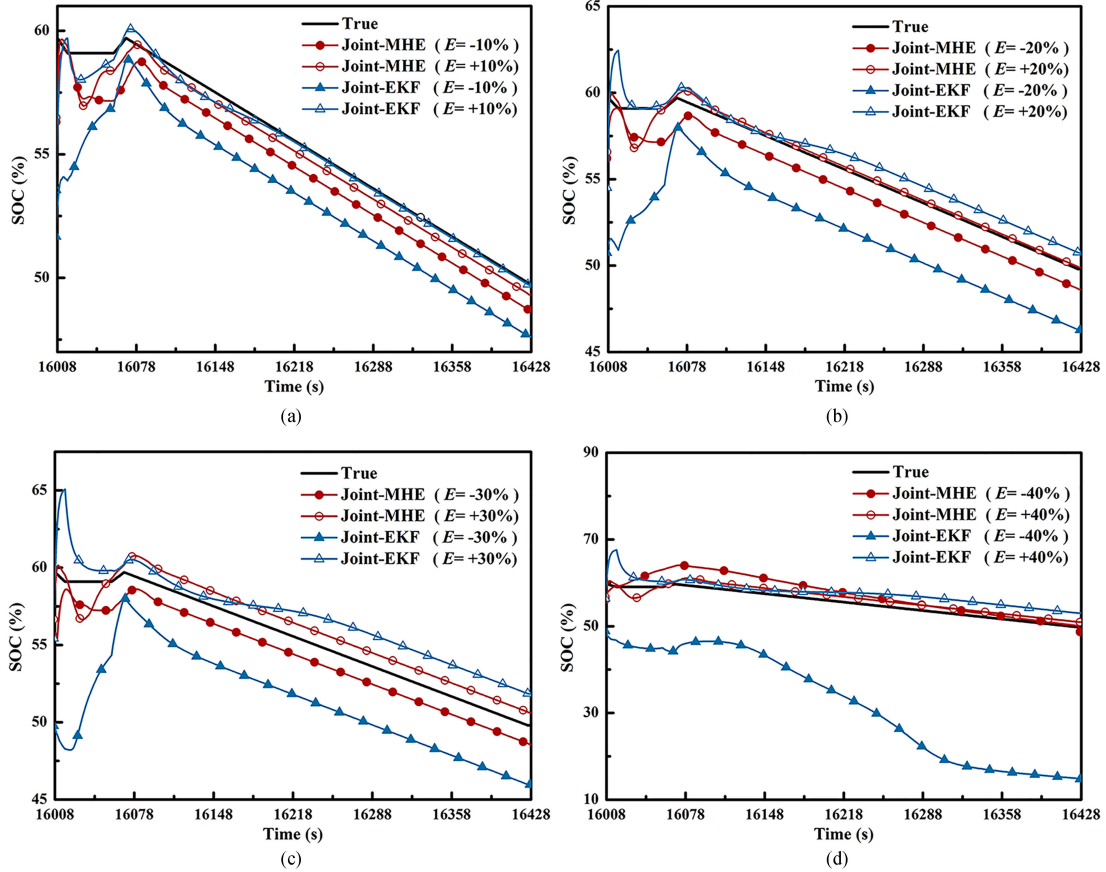 True
Joint-MHE ( E= -10% )
Joint-MHE ( E= +10%)
Joint-EKF ( E= -10% )
Joint-EKF ( E= +10%)
60
55
50
SOC (%)
16008 16078 16148 16218 16288 16358 16428
Time (s)
(a)
True
Joint-MHE ( E= -20% )
Joint-MHE ( E= +20%)
Joint-EKF ( E= -20% )
Joint-EKF ( E= +20%)
65
60
55
50
45
SOC (%)
16008 16078 16148 16218 16288 16358 16428
Time (s)
(b)
True
Joint-MHE ( E= -30% )
Joint-MHE ( E= +30%)
Joint-EKF ( E= -30% )
Joint-EKF ( E= +30%)
65
60
55
50
45
SOC (%)
16008 16078 16148 16218 16288 16358 16428
Time (s)
(c)
True
Joint-MHE ( E= -40% )
Joint-MHE ( E= +40%)
Joint-EKF ( E= -40% )
Joint-EKF ( E= +40%)
90
70
50
30
10
SOC (%)
16008 16078 16148 16218 16288 16358 16428
Time (s)
(d)